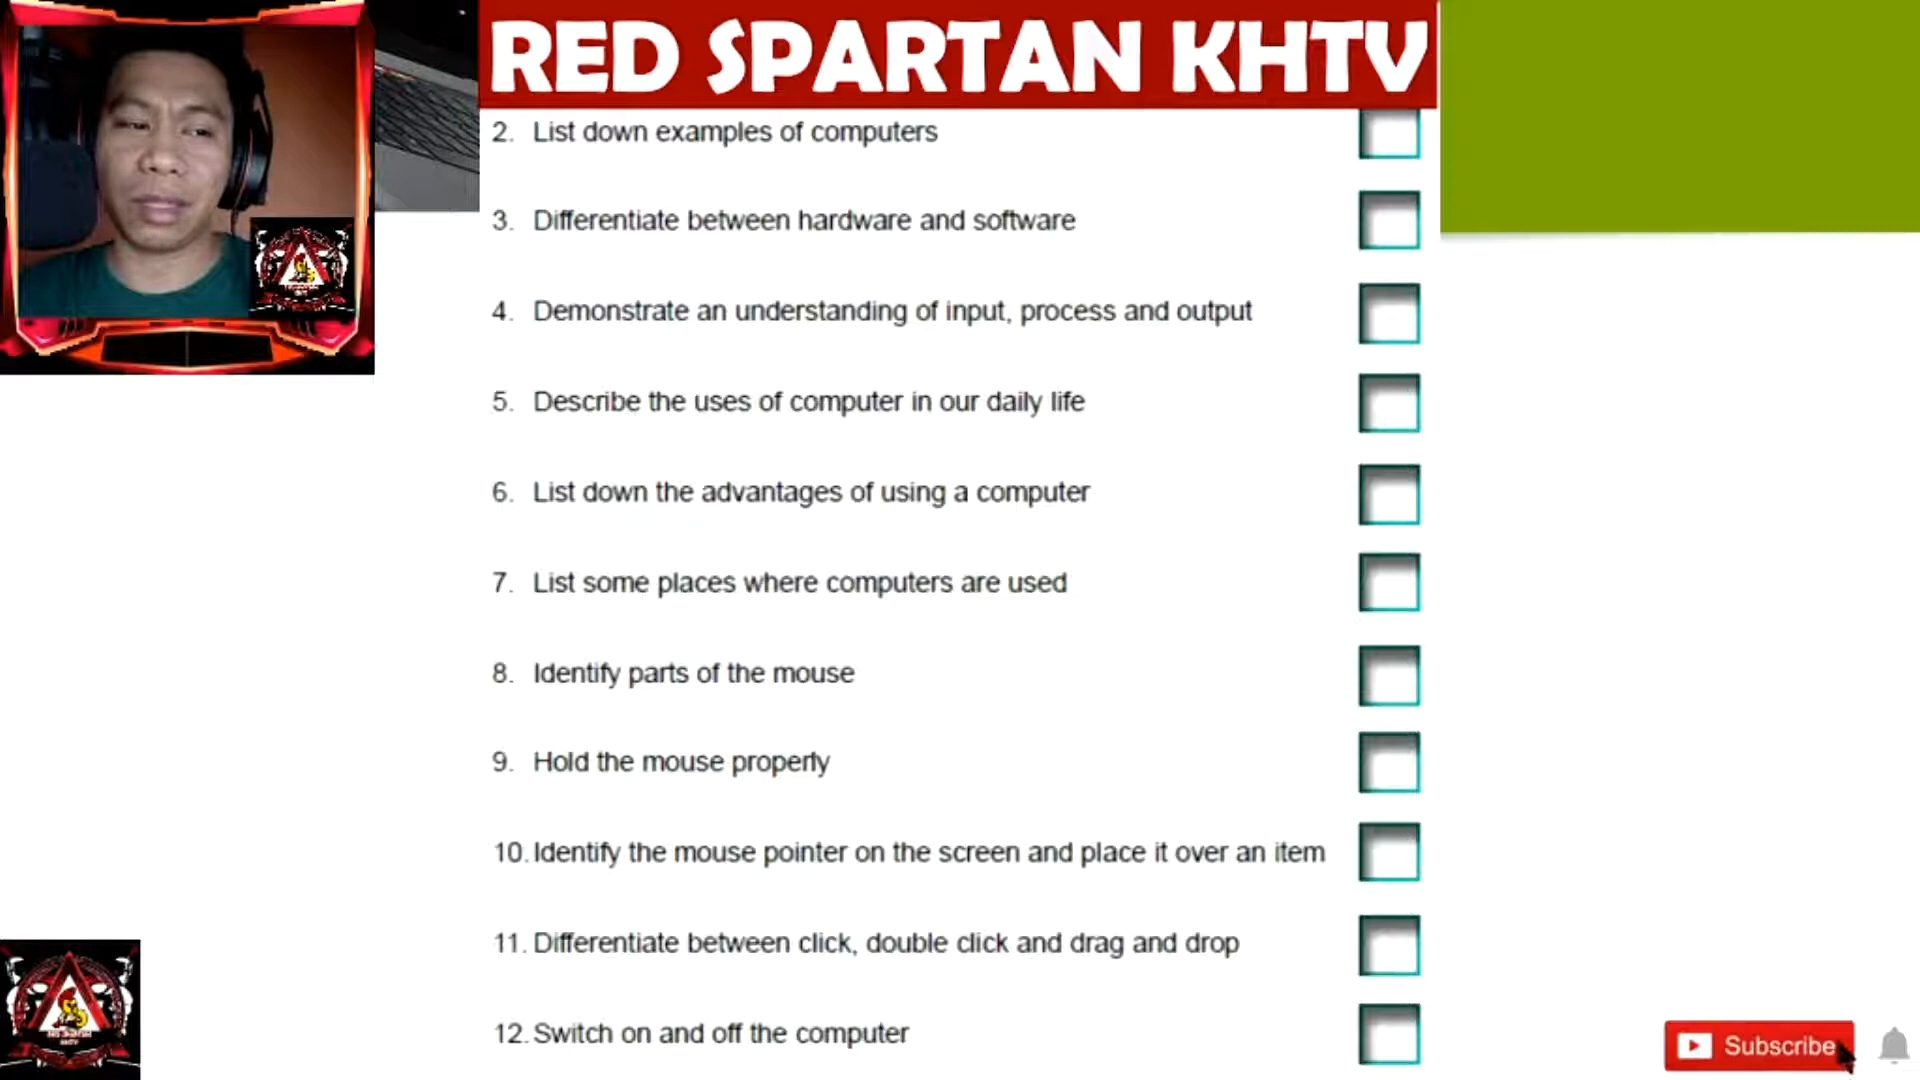 RED SPARTAN KHTV
2. List down examples of computers
3. Differentiate between hardware and software
4. Demonstrate an understanding of input, process and output
5. Describe the uses of computer in our daily life
6. List down the advantages of using a computer
7. List some places where computers are used
8. Identify parts of the mouse
9. Hold the mouse properly
10. Identify the mouse pointer on the screen and place it over an item
11. Differentiate between click, double click and drag and drop
12. Switch on and off the computer
RED SPARTAN
KHTV
Subscribe